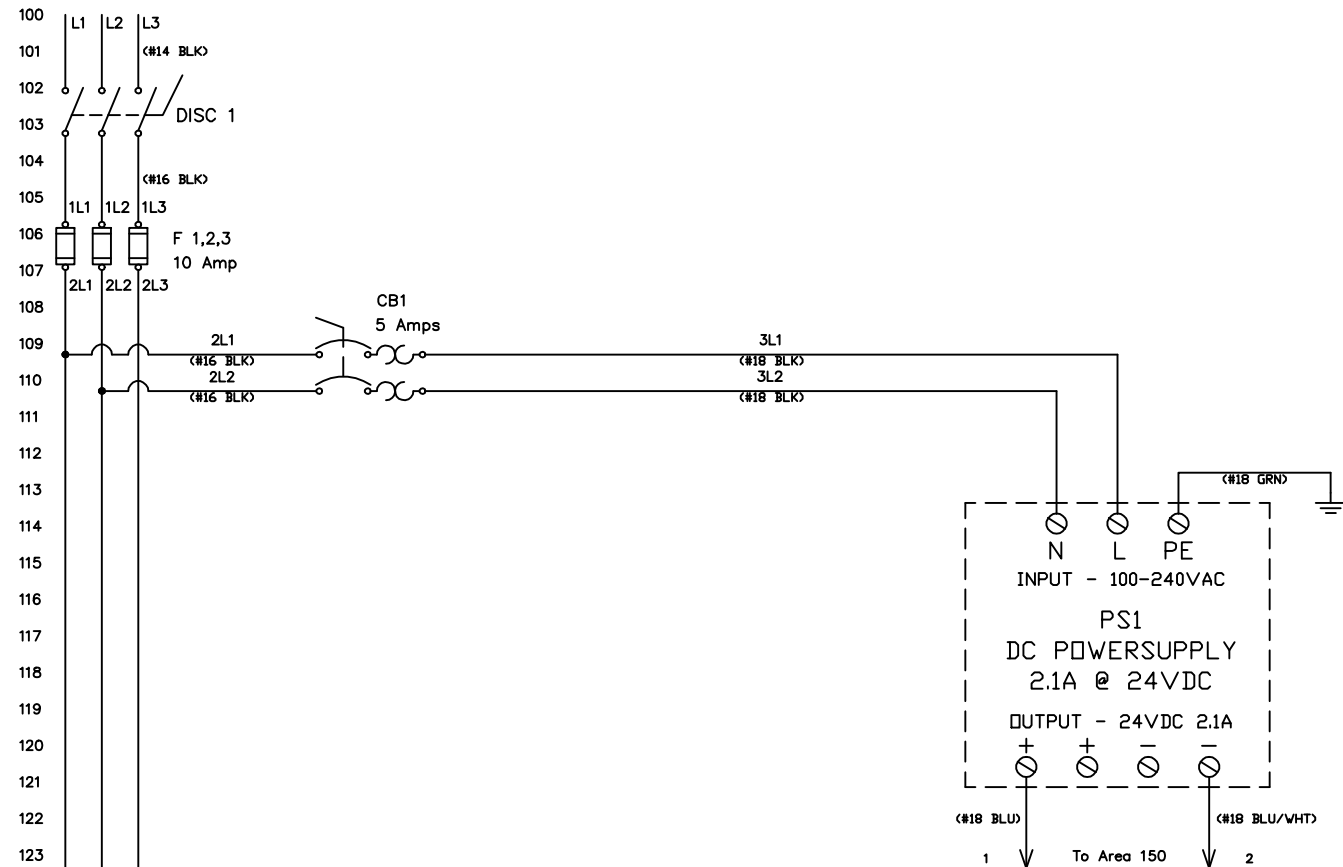 100 L1 L2 L3
101 (#14 BLK)
102
103 DISC 1
104 (#16 BLK)
105 1L1 1L2 1L3
106 F 1,2,3
10 Amp
107 2L1 2L2 2L3
108 CB1
5 Amps
109 2L1 3L1
(#16 BLK) (#18 BLK)
110 2L2 3L2
(#16 BLK) (#18 BLK)
111
112
113 (#18 GRN)
114
N L PE
115
INPUT - 100-240VAC
116
PS1
117
DC POWERSUPPLY
118
2.1A @ 24VDC
119
OUTPUT - 24VDC 2.1A
120 + + - -
121
122 (#18 BLU) (#18 BLU/WHT)
123 1 To Area 150 2